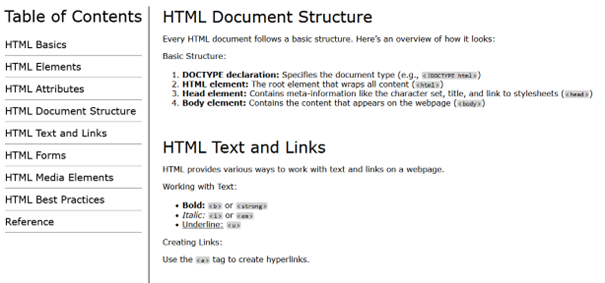 Table of Contents
HTML Basics
HTML Elements
HTML Attributes
HTML Document Structure
HTML Text and Links
HTML Forms
HTML Media Elements
HTML Best Practices
Reference
HTML Document Structure
Every HTML document follows a basic structure. Here's an overview of how it looks:
Basic Structure:
1. DOCTYPE declaration: Specifies the document type (e.g., <!DOCTYPE html>)
2. HTML element: The root element that wraps all content (<html>)
3. Head element: Contains meta-information like the character set, title, and link to stylesheets (<head>)
4. Body element: Contains the content that appears on the webpage (<body>)
HTML Text and Links
HTML provides various ways to work with text and links on a webpage.
Working with Text:
• Bold: <b> or <strong>
• Italic: <i> or <em>
• Underline: <u>
Creating Links:
Use the <a> tag to create hyperlinks.